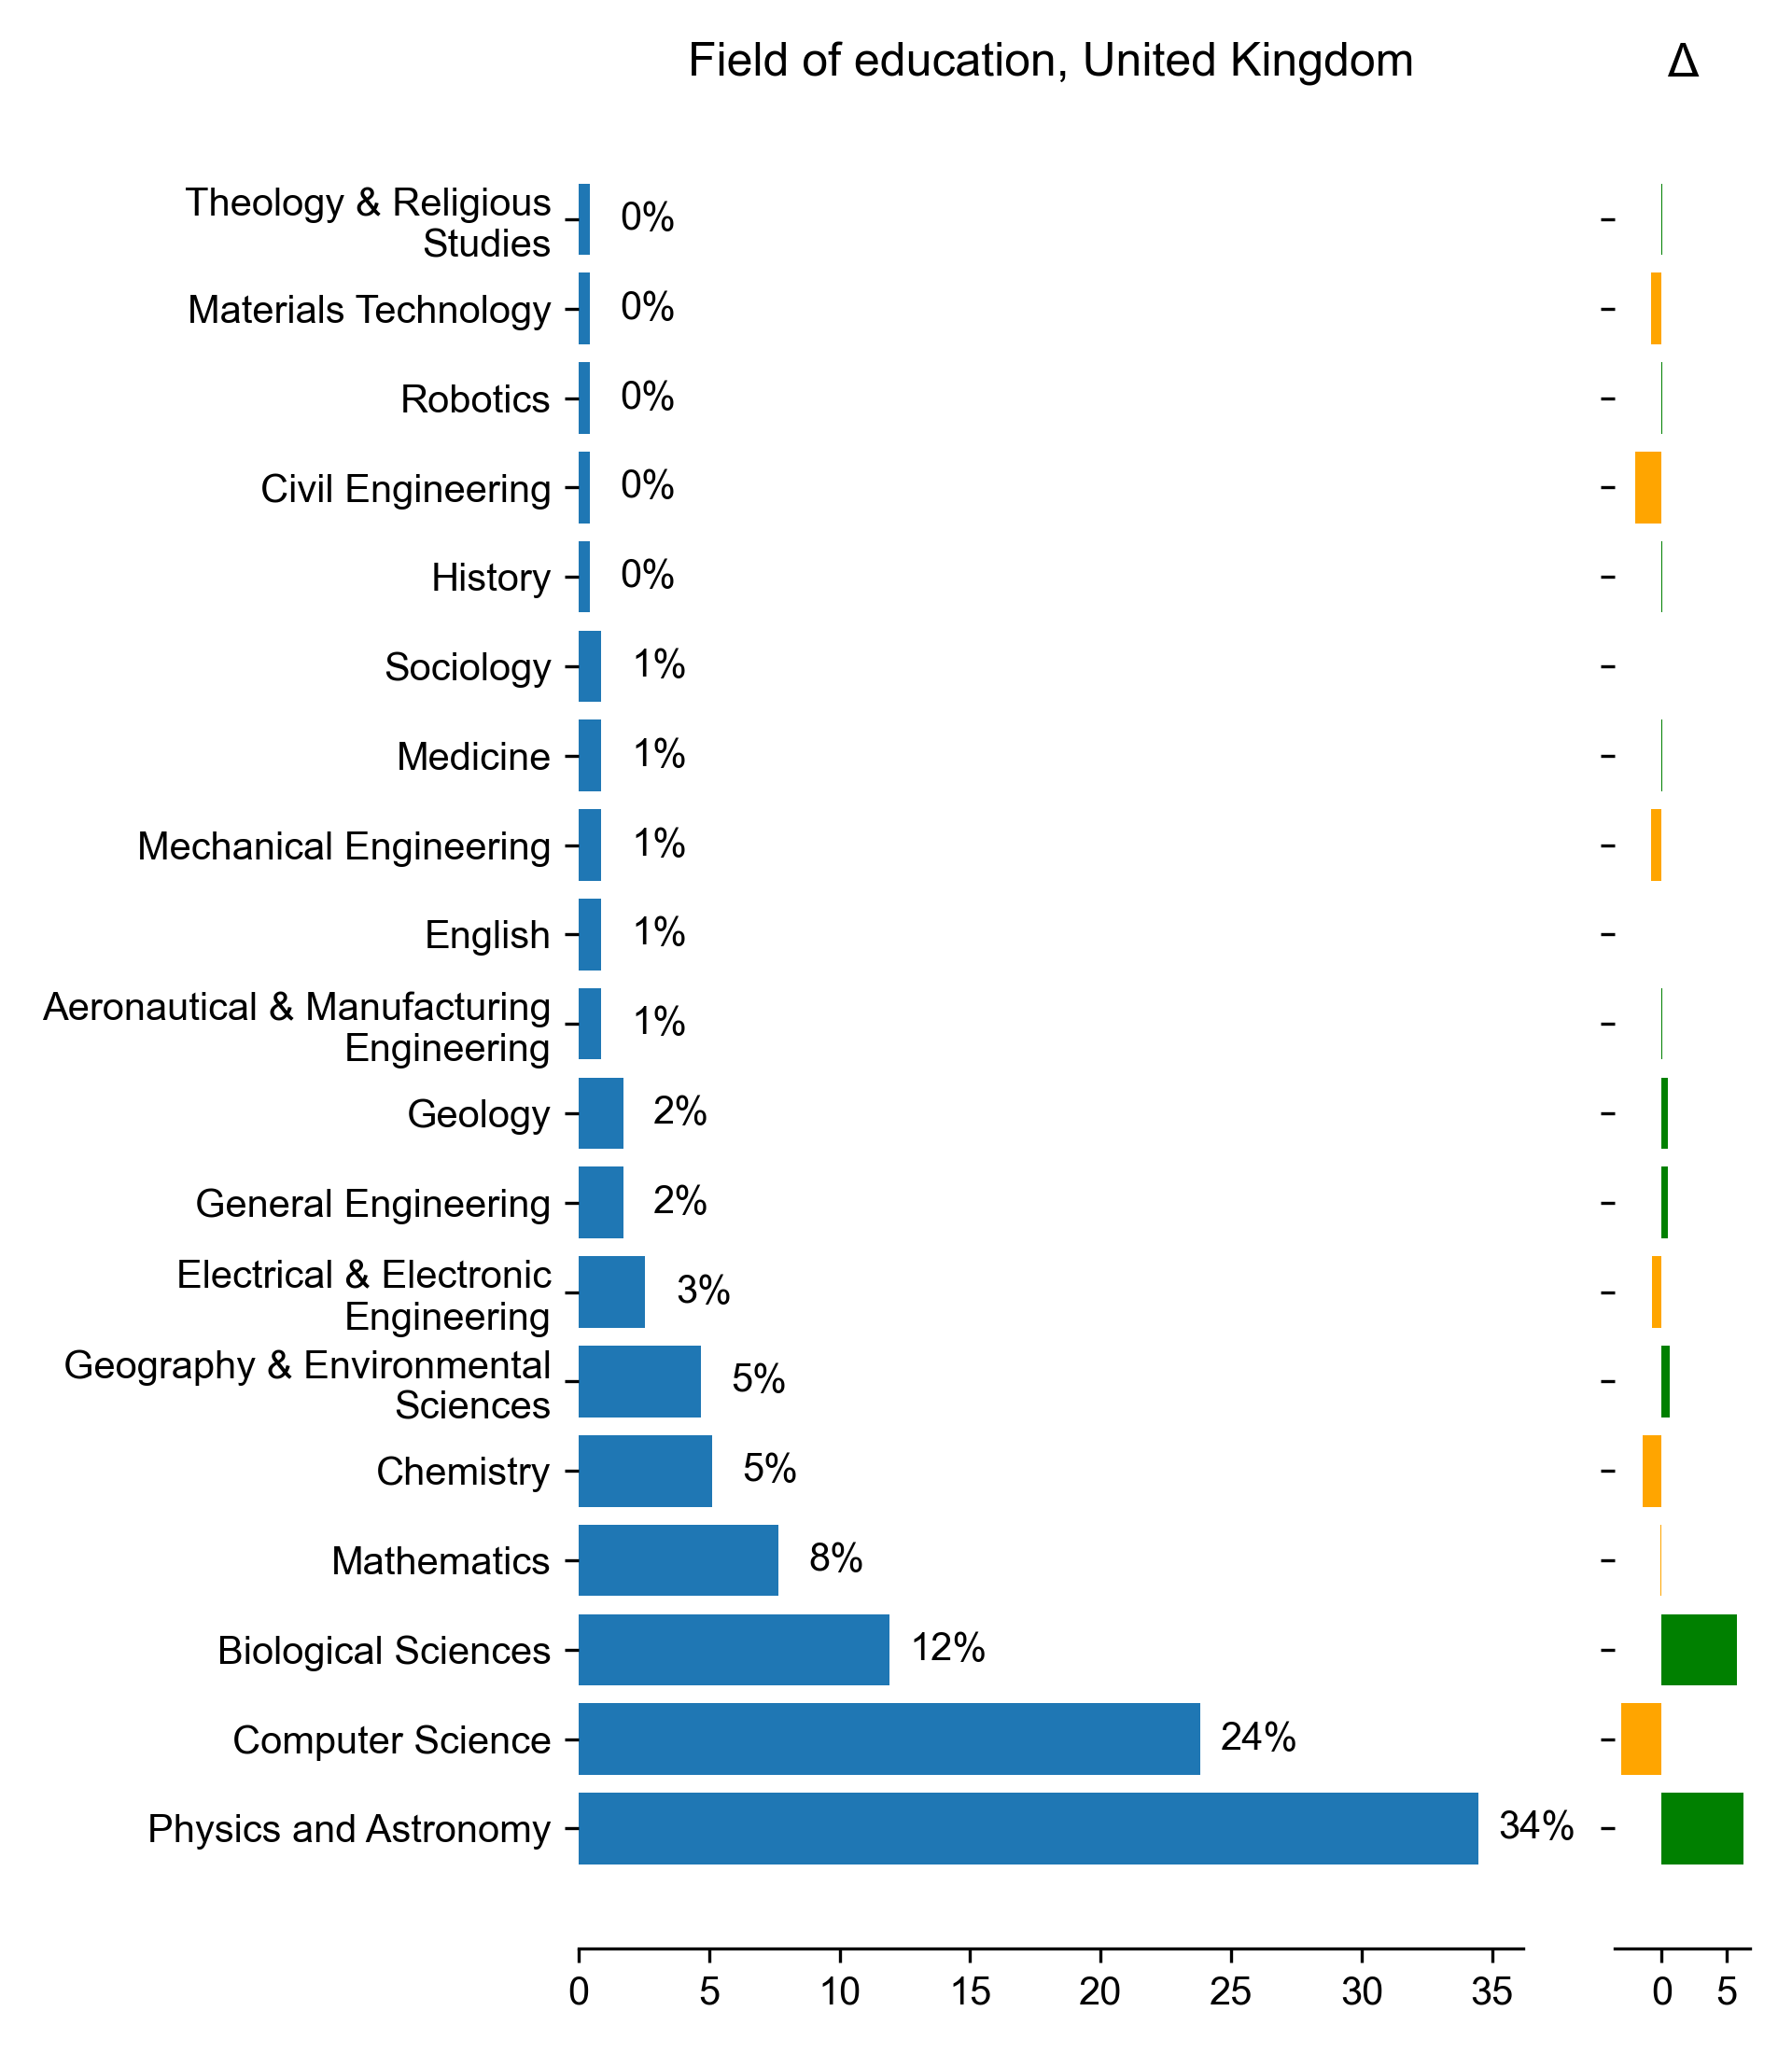 Field of education, United Kingdom
Δ
Theology & Religious
Studies
0%
Materials Technology
0%
Robotics
0%
Civil Engineering
0%
History
0%
Sociology
1%
Medicine
1%
Mechanical Engineering
1%
English
1%
Aeronautical & Manufacturing
Engineering
1%
Geology
2%
General Engineering
2%
Electrical & Electronic
Engineering
3%
Geography & Environmental
Sciences
5%
Chemistry
5%
Mathematics
8%
Biological Sciences
12%
Computer Science
24%
Physics and Astronomy
34%
0 5 10 15 20 25 30 35
0 5